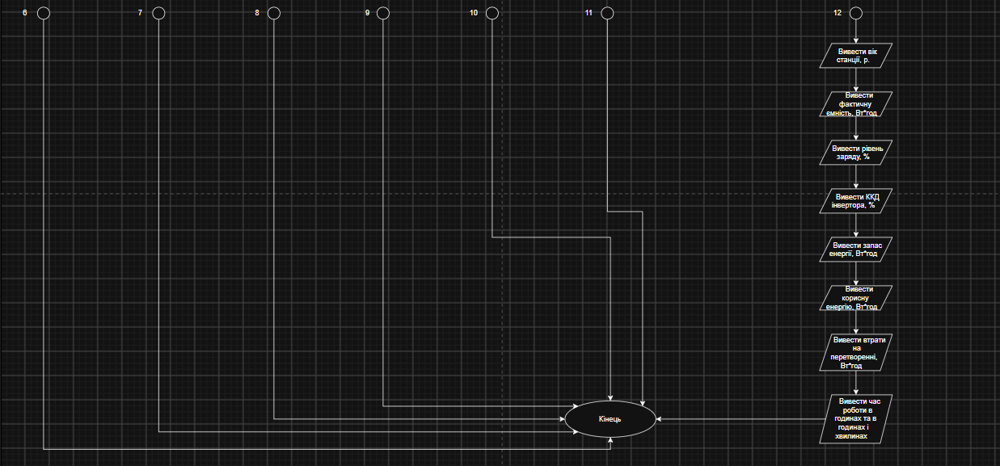 6
7
8
9
10
11
12
Вивести вік
станції, р.
Вивести
фактичну
ємність, Вт*год
Вивести рівень
заряду, %
Вивести ККД
інвертора, %
Вивести запас
енергії, Вт*год
Вивести
корисну
енергію, Вт*год
Вивести втрати
на
перетворенні,
Вт*год
Вивести час
роботи в
годинах та в
годинах і
хвилинах
Кінець